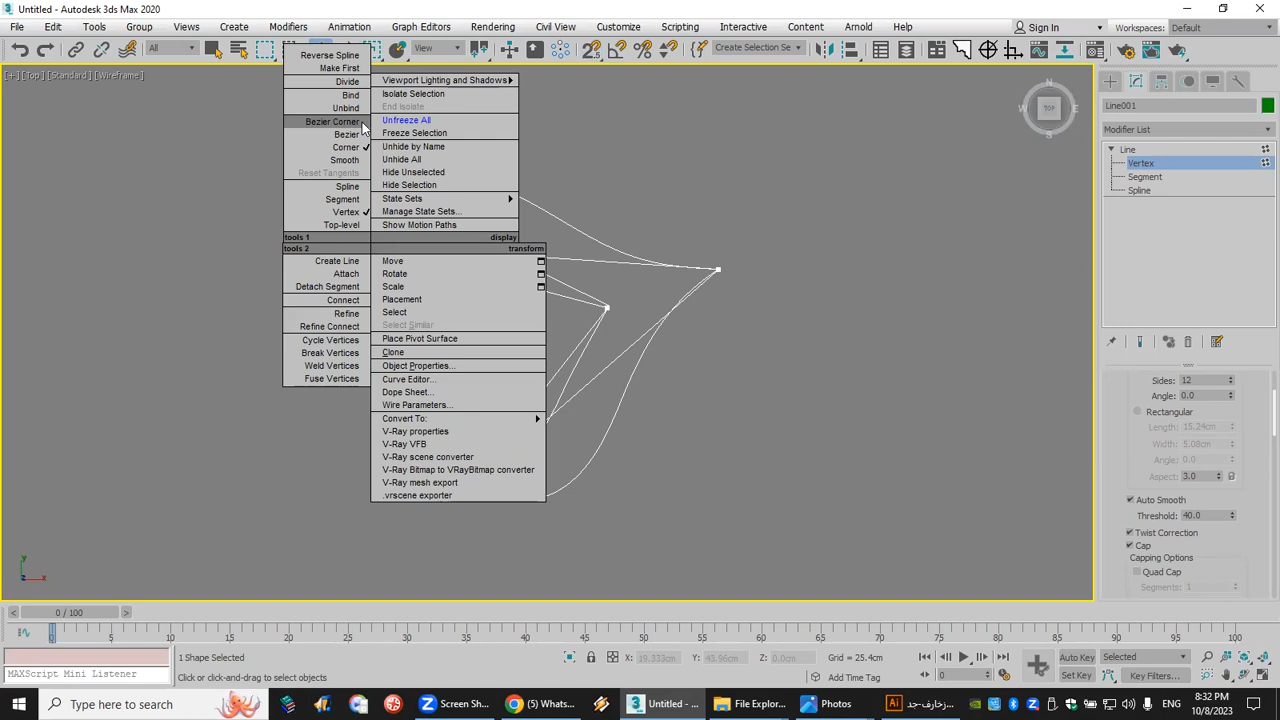 Untitled - Autodesk 3ds Max 2020
File Edit Tools Group Views Create Modifiers Animation Graph Editors Rendering Civil View Customize Scripting Interactive Content Arnold Help Sign In Workspaces: Default
All View Create Selection Se
[+] [Top] [Standard] [Wireframe]
Reverse Spline
Make First
Divide
Bind
Unbind
Bezier Corner
Bezier
Corner
Smooth
Reset Tangents
Spline
Segment
Vertex
Top-level
tools 1
Viewport Lighting and Shadows
Isolate Selection
End Isolate
Unfreeze All
Freeze Selection
Unhide by Name
Unhide All
Hide Unselected
Hide Selection
State Sets
Manage State Sets...
Show Motion Paths
display
tools 2
Create Line
Attach
Detach Segment
Connect
Refine
Refine Connect
Cycle Vertices
Break Vertices
Weld Vertices
Fuse Vertices
transform
Move
Rotate
Scale
Placement
Select
Select Similar
Place Pivot Surface
Clone
Object Properties...
Curve Editor...
Dope Sheet...
Wire Parameters...
Convert To:
V-Ray properties
V-Ray VFB
V-Ray scene converter
V-Ray Bitmap to VRayBitmap converter
V-Ray mesh export
.vrscene exporter
N
W TOP E
S
Line001
Modifier List
Line
Vertex
Segment
Spline
Sides: 12
Angle: 0.0
Rectangular
Length: 15.24cm
Width: 5.08cm
Angle: 0.0
Aspect: 3.0
Auto Smooth
Threshold: 40.0
Twist Correction
Cap
Capping Options
Quad Cap
Segments: 1
y
z x
< 0 / 100 >
0 5 10 15 20 25 30 35 40 45 50 55 60 65 70 75 80 85 90 95 100
1 Shape Selected X: 19.333cm Y: 43.96cm Z: 0.0cm Grid = 25.4cm Auto Key Selected
MAXScript Mini Listener Click or click-and-drag to select objects Add Time Tag 0 Set Key Key Filters...
Type here to search Screen Sh... (5) Whats... Untitled - ... File Explor... Photos زخارف-جد... 8:32 PM
10/8/2023